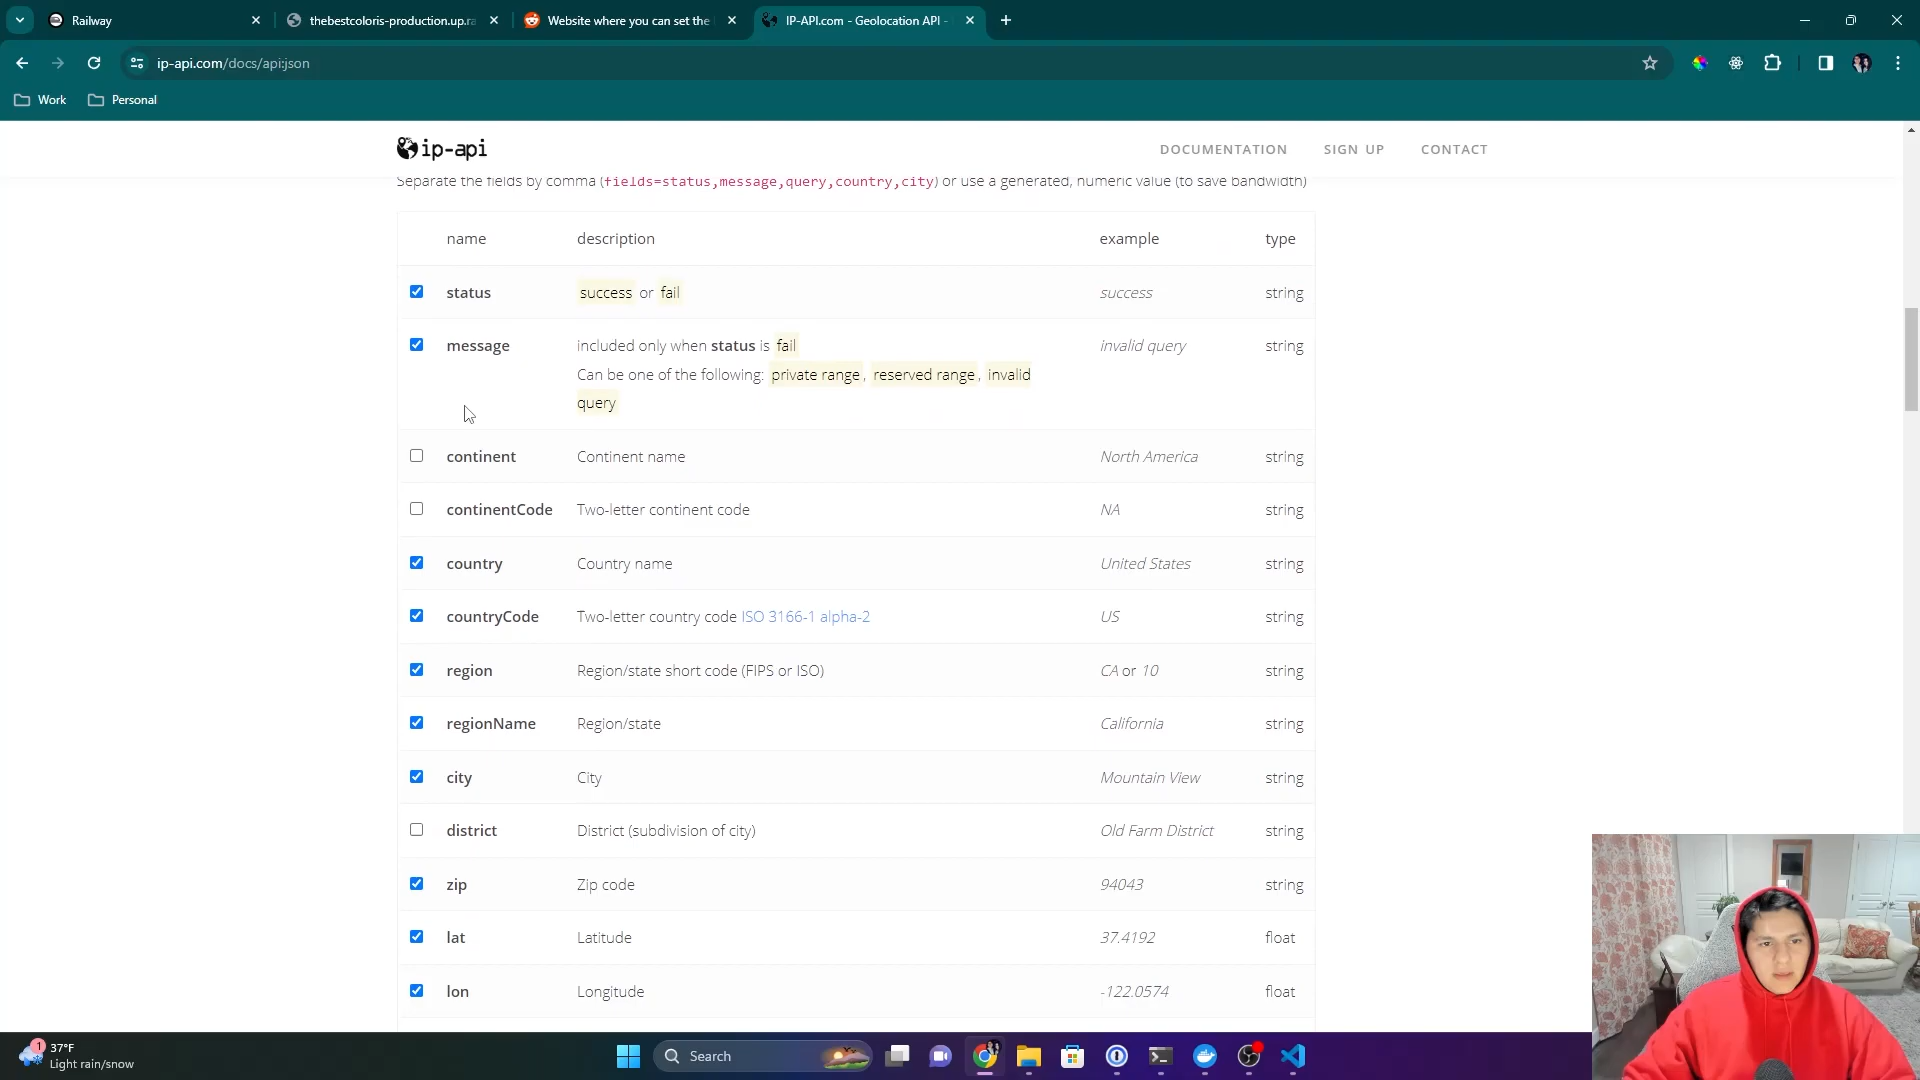 Railway
thebestcoloris-production.up.ra
Website where you can set the
IP-API.com - Geolocation API -
ip-api.com/docs/api:json
Work
Personal
ip-api
DOCUMENTATION
SIGN UP
CONTACT
Separate the fields by comma (fields=status,message,query,country,city) or use a generated, numeric value (to save bandwidth)
name description example type
status success or fail success string
message included only when status is fail invalid query string
Can be one of the following: private range, reserved range, invalid
query
continent Continent name North America string
continentCode Two-letter continent code NA string
country Country name United States string
countryCode Two-letter country code ISO 3166-1 alpha-2 US string
region Region/state short code (FIPS or ISO) CA or 10 string
regionName Region/state California string
city City Mountain View string
district District (subdivision of city) Old Farm District string
zip Zip code 94043 string
lat Latitude 37.4192 float
lon Longitude -122.0574 float
1
37°F
Light rain/snow
Search